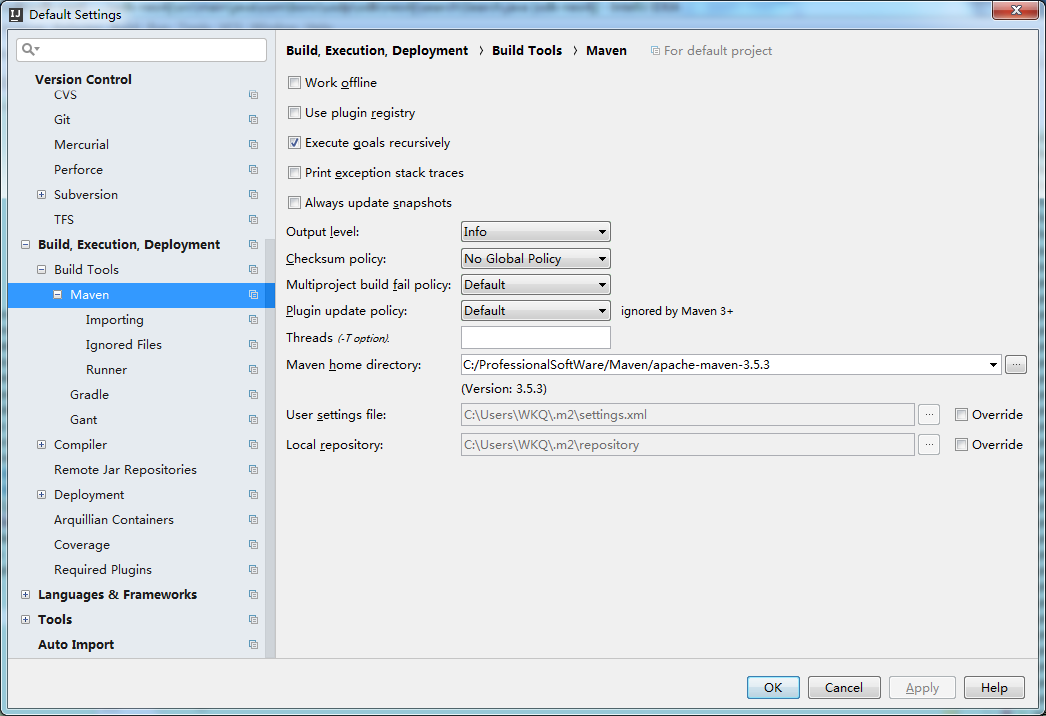 Default Settings
Version Control
CVS
Git
Mercurial
Perforce
Subversion
TFS
Build, Execution, Deployment
Build Tools
Maven
Importing
Ignored Files
Runner
Gradle
Gant
Compiler
Remote Jar Repositories
Deployment
Arquillian Containers
Coverage
Required Plugins
Languages & Frameworks
Tools
Auto Import
Build, Execution, Deployment › Build Tools › Maven For default project
Work offline
Use plugin registry
Execute goals recursively
Print exception stack traces
Always update snapshots
Output level: Info
Checksum policy: No Global Policy
Multiproject build fail policy: Default
Plugin update policy: Default ignored by Maven 3+
Threads (-T option):
Maven home directory: C:/ProfessionalSoftWare/Maven/apache-maven-3.5.3 ...
(Version: 3.5.3)
User settings file: C:\Users\WKQ\.m2\settings.xml ... Override
Local repository: C:\Users\WKQ\.m2\repository ... Override
OK Cancel Apply Help